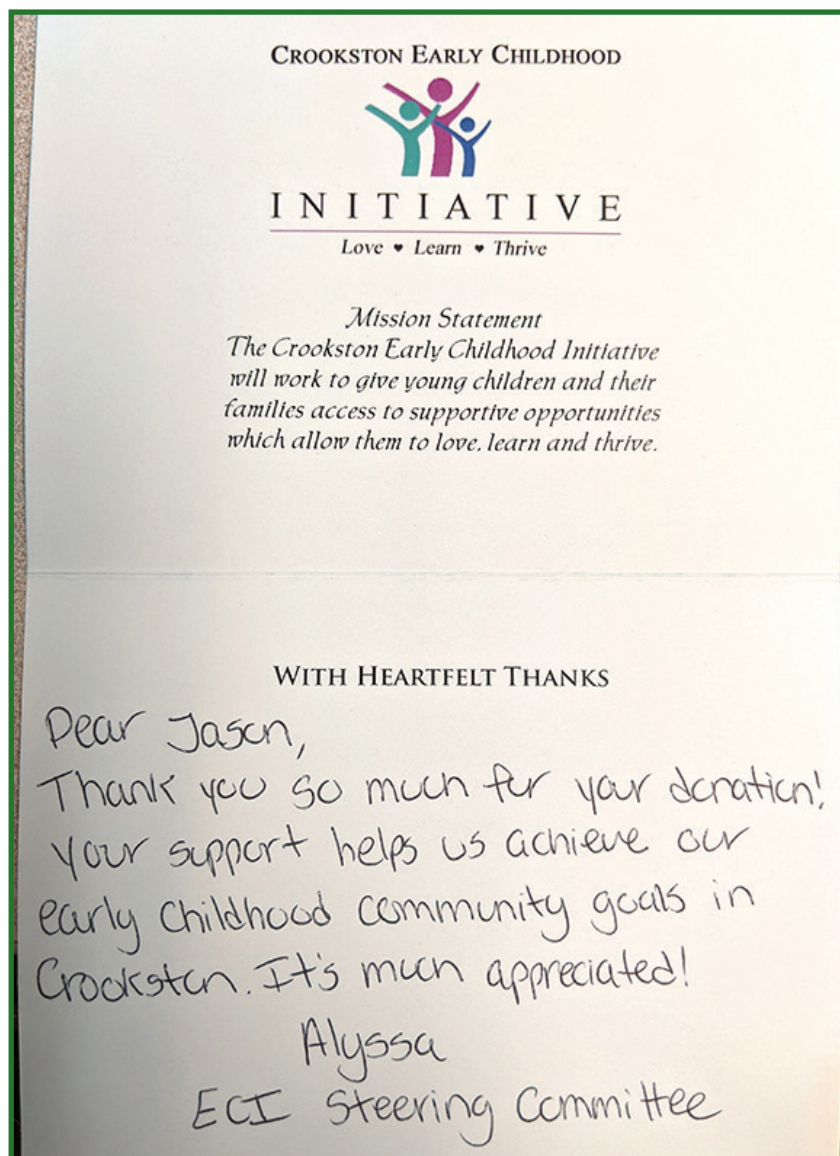 CROOKSTON EARLY CHILDHOOD
INITIATIVE
Love ♥ Learn ♥ Thrive
Mission Statement
The Crookston Early Childhood Initiative
will work to give young children and their
families access to supportive opportunities
which allow them to love, learn and thrive.
WITH HEARTFELT THANKS
Dear Jason,
Thank you so much for your donation!
Your support helps us achieve our
early childhood community goals in
Crookston. It's much appreciated!
Alyssa
ECI Steering Committee